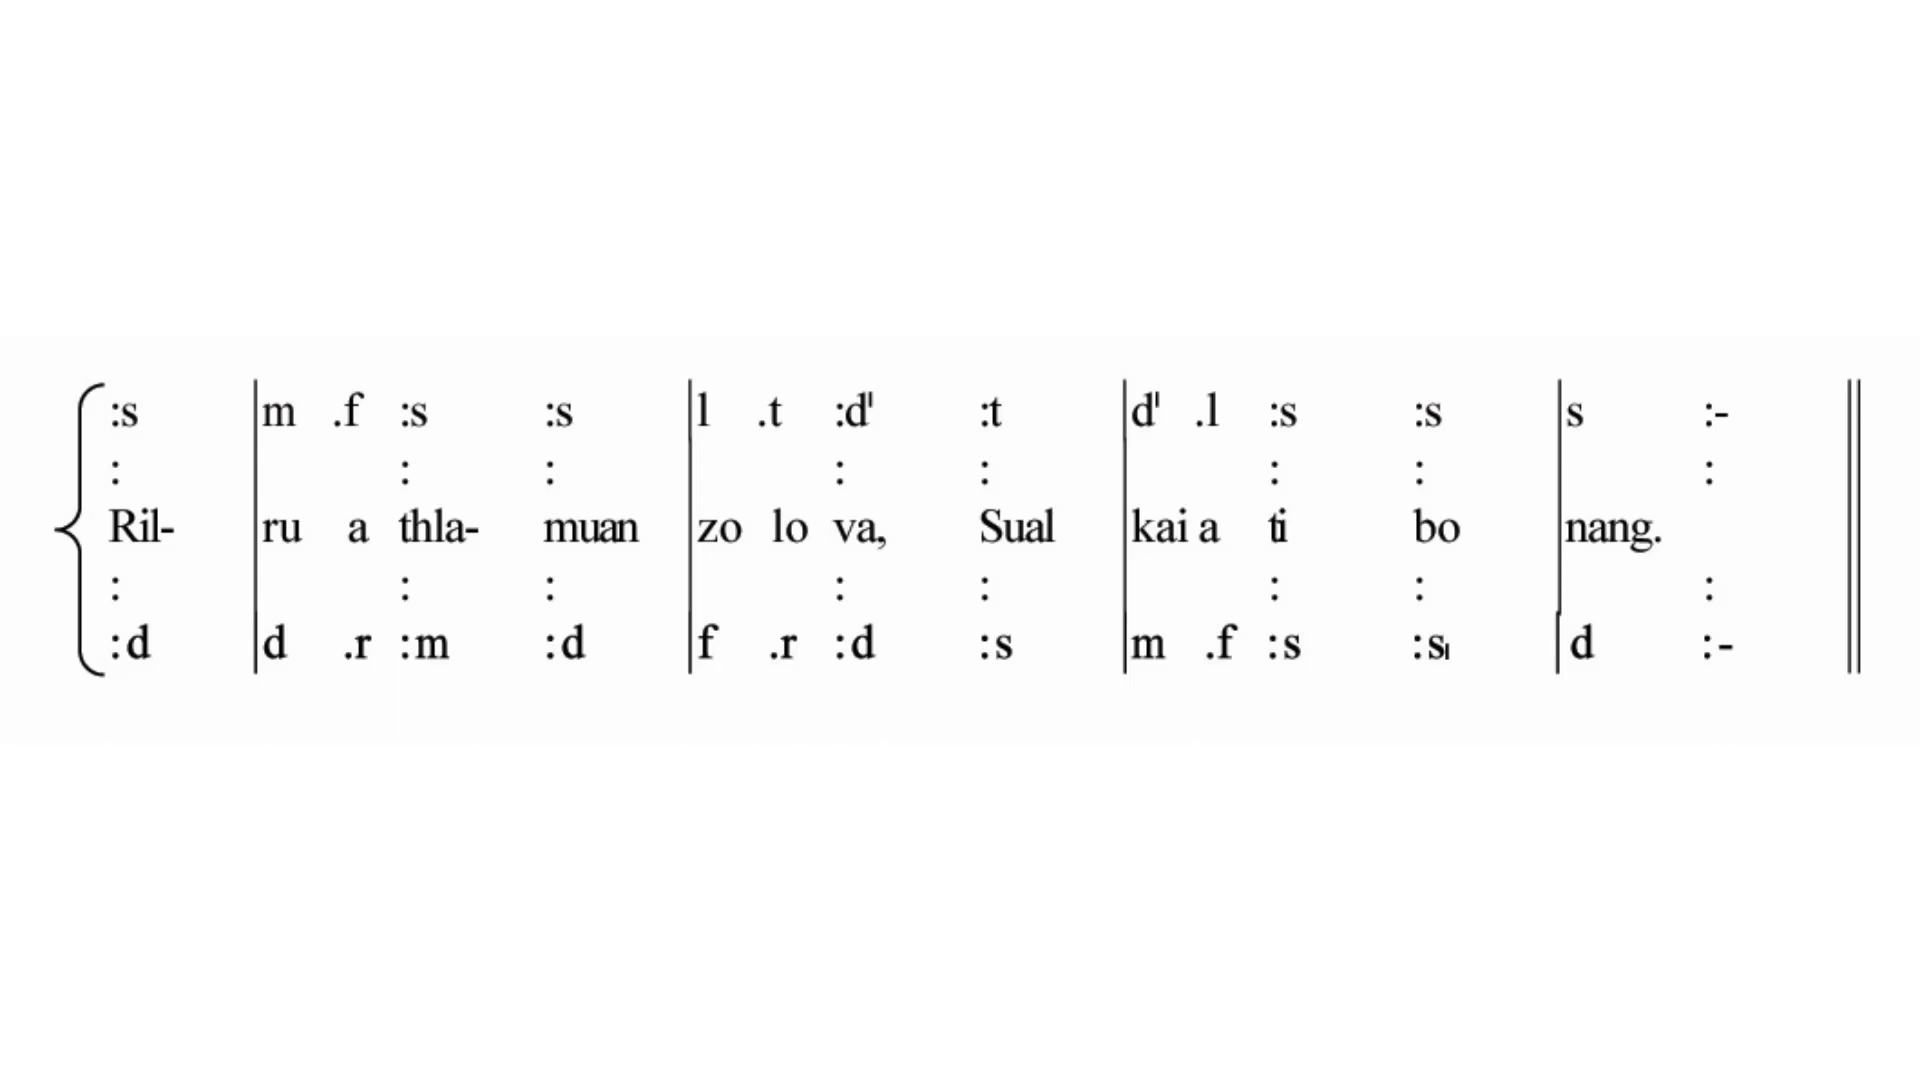 :s |m .f :s :s |l .t :d' :t |d' .l :s :s |s :- ||
: : : : : : : :
Ril- |ru a thla- muan |zo lo va, Sual |kai a ti bo |nang.
: : : : : : : :
:d |d .r :m :d |f .r :d :s |m .f :s :s ˌ |d :- ||